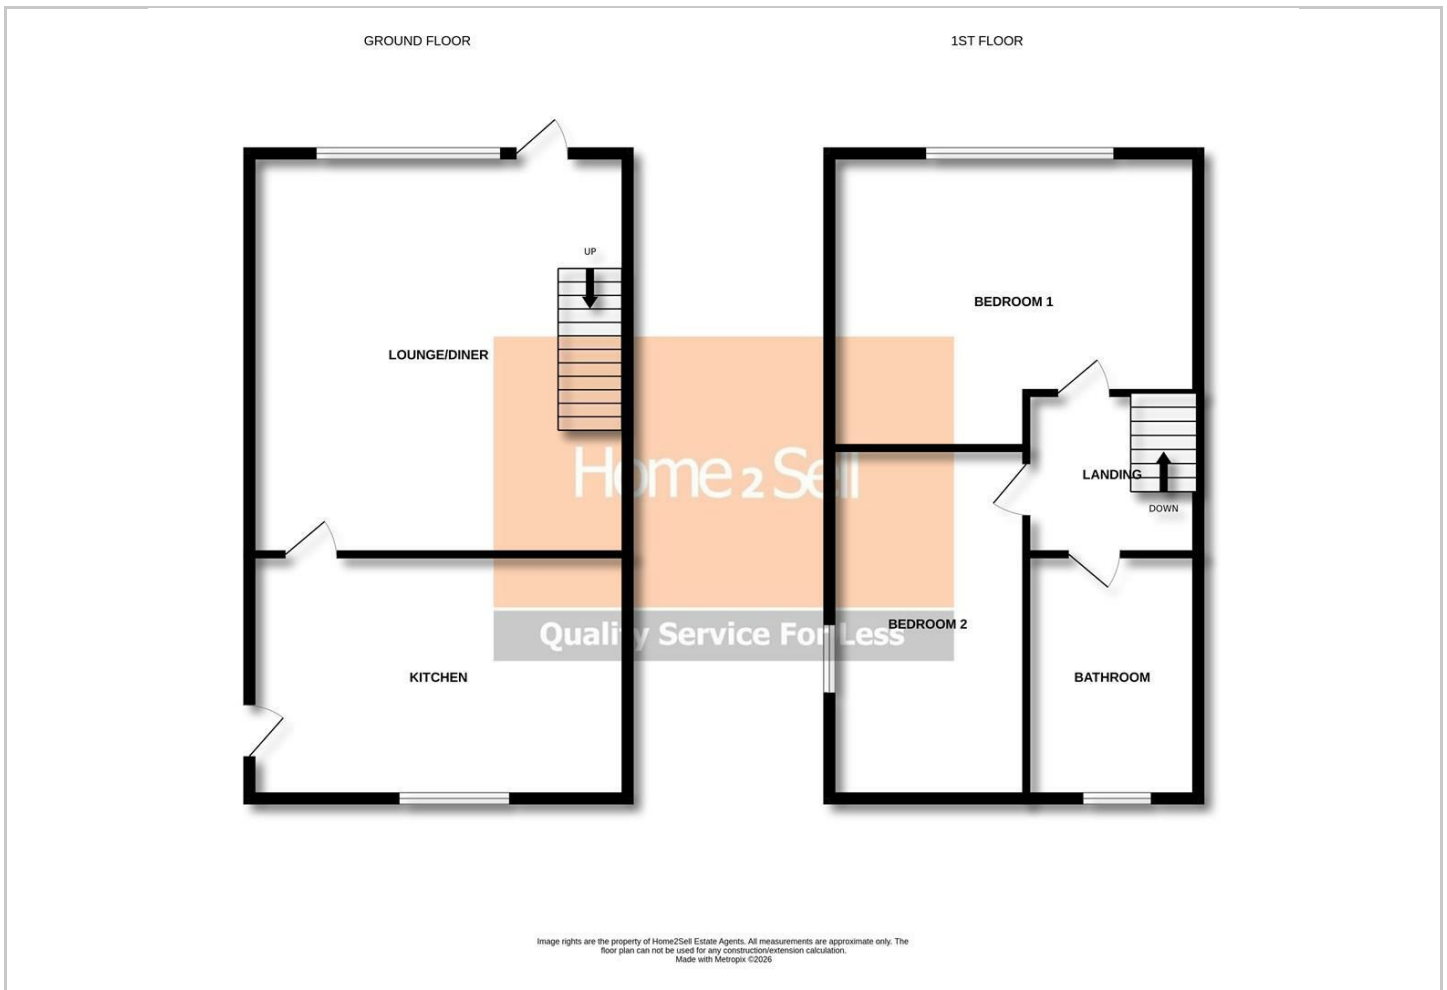 GROUND FLOOR
1ST FLOOR
UP
BEDROOM 1
LOUNGE/DINER
Home2Sell
LANDING
DOWN
BEDROOM 2
Quality Service For Less
KITCHEN
BATHROOM
Image rights are the property of Home2Sell Estate Agents. All measurements are approximate only. The
floor plan can not be used for any construction/extension calculation.
Made with Metropix ©2026